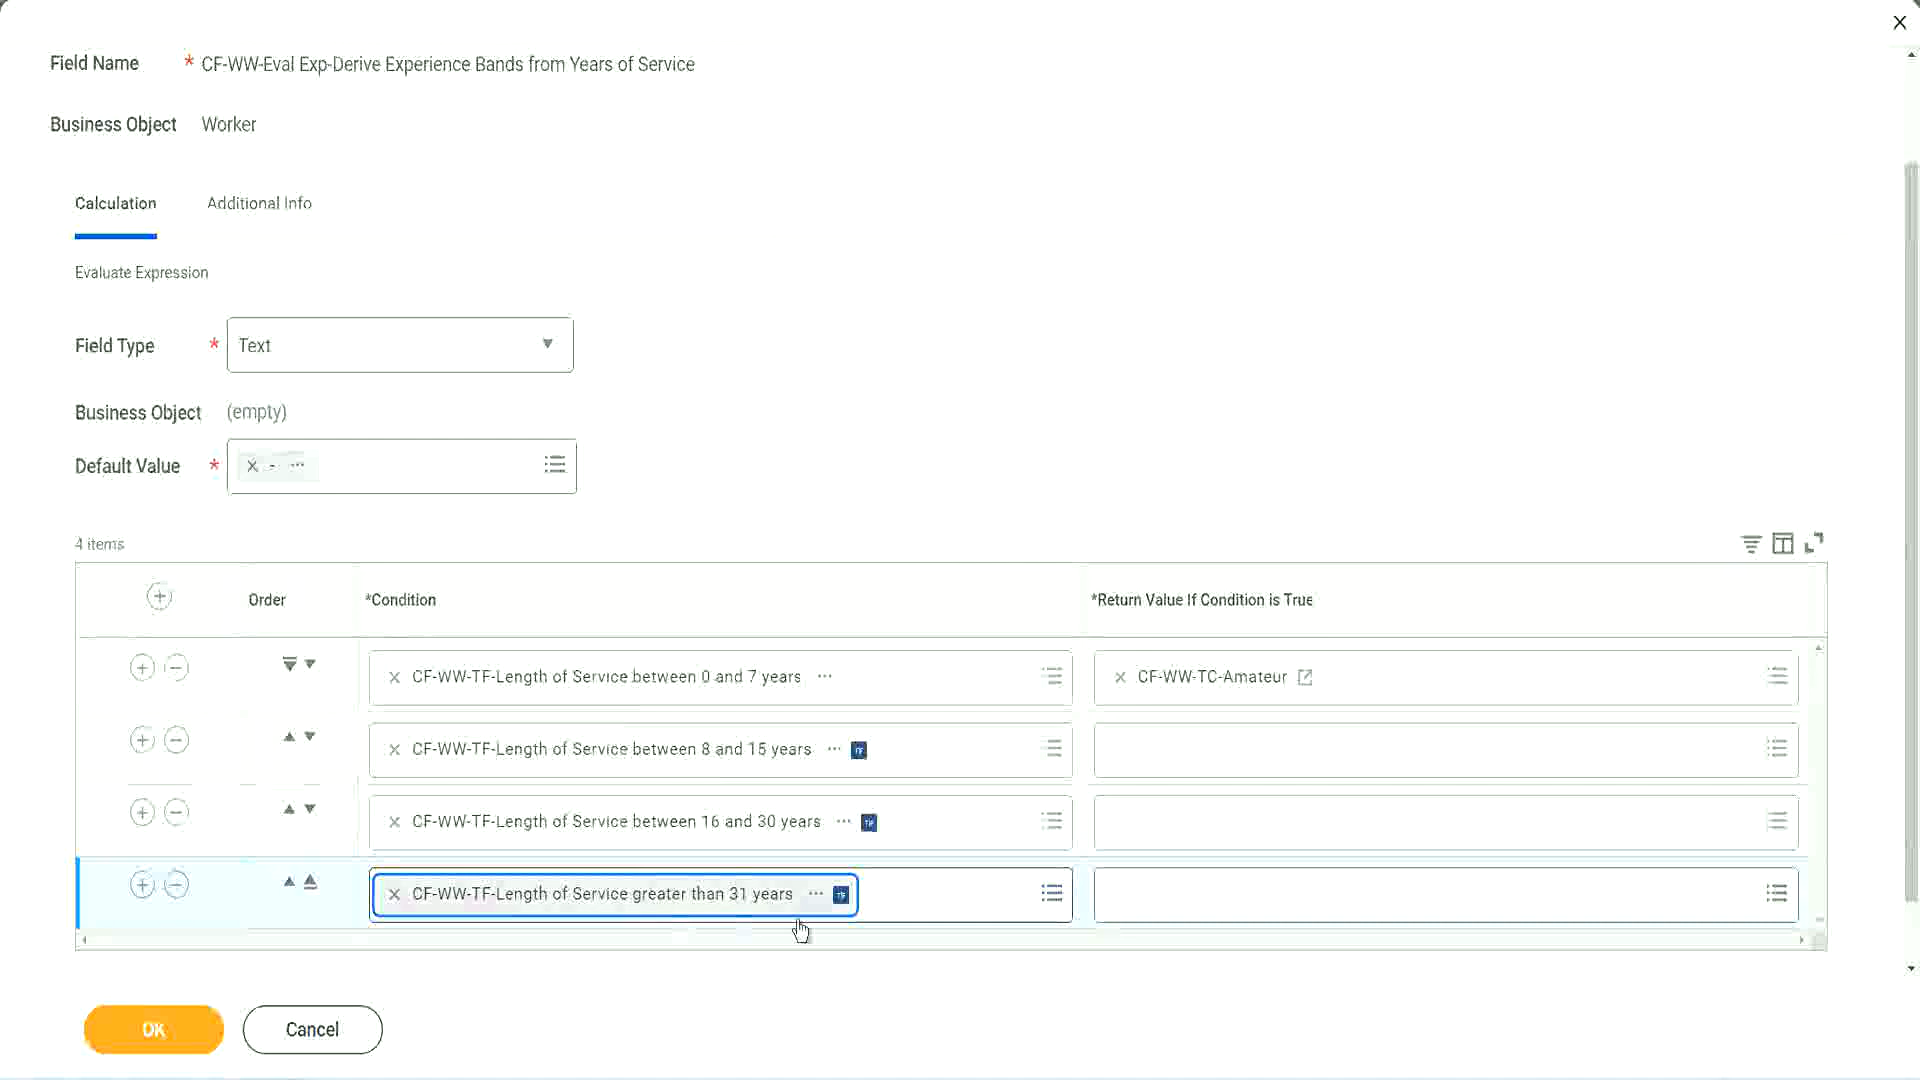 Field Name * CF-WW-Eval Exp-Derive Experience Bands from Years of Service
Business Object Worker
Calculation Additional Info
Evaluate Expression
Field Type * Text
Business Object (empty)
Default Value * - ...
4 items
Order *Condition *Return Value If Condition is True
CF-WW-TF-Length of Service between 0 and 7 years ... CF-WW-TC-Amateur
CF-WW-TF-Length of Service between 8 and 15 years ...
CF-WW-TF-Length of Service between 16 and 30 years ...
CF-WW-TF-Length of Service greater than 31 years ...
OK Cancel